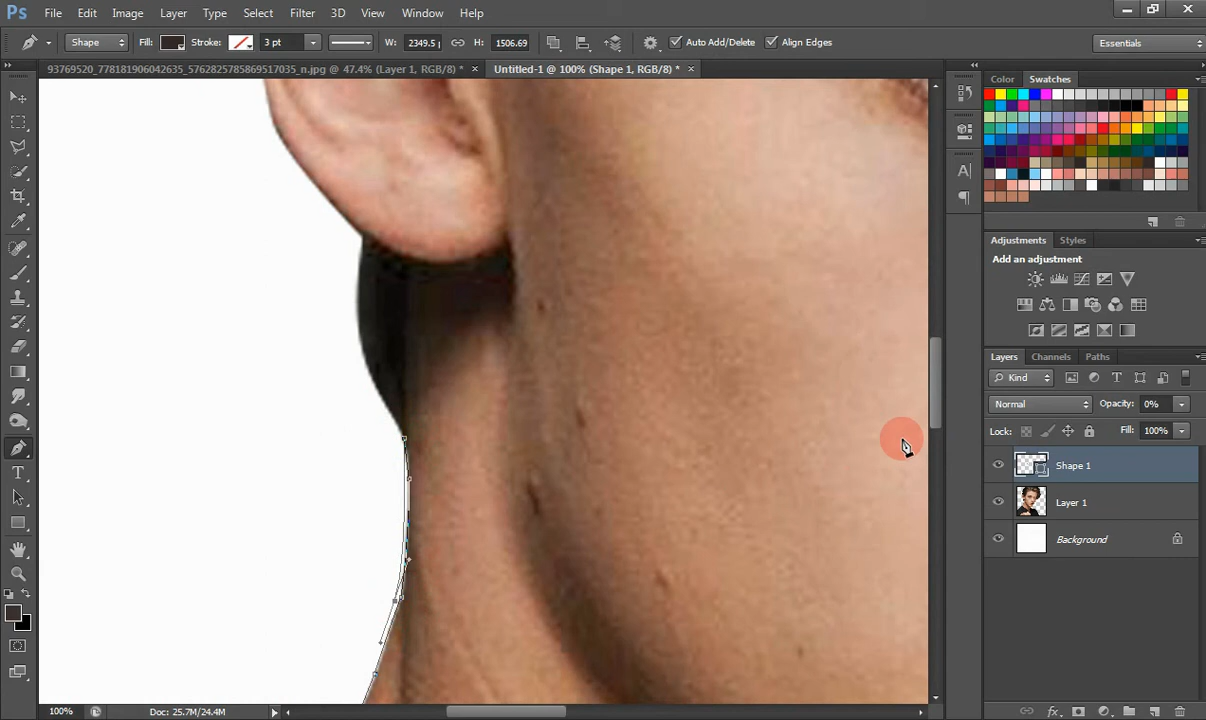 Ps File Edit Image Layer Type Select Filter 3D View Window Help
Shape Fill: Stroke: 3 pt W: 2349.5 p H: 1506.69 Auto Add/Delete Align Edges Essentials
93769520_778181906042635_5762825785869517035_n.jpg @ 47.4% (Layer 1, RGB/8) * × Untitled-1 @ 100% (Shape 1, RGB/8) * ×
Color Swatches
Adjustments Styles
Add an adjustment
Layers Channels Paths
Kind
Normal Opacity: 0%
Lock: Fill: 100%
Shape 1
Layer 1
Background
100% Doc: 25.7M/24.4M